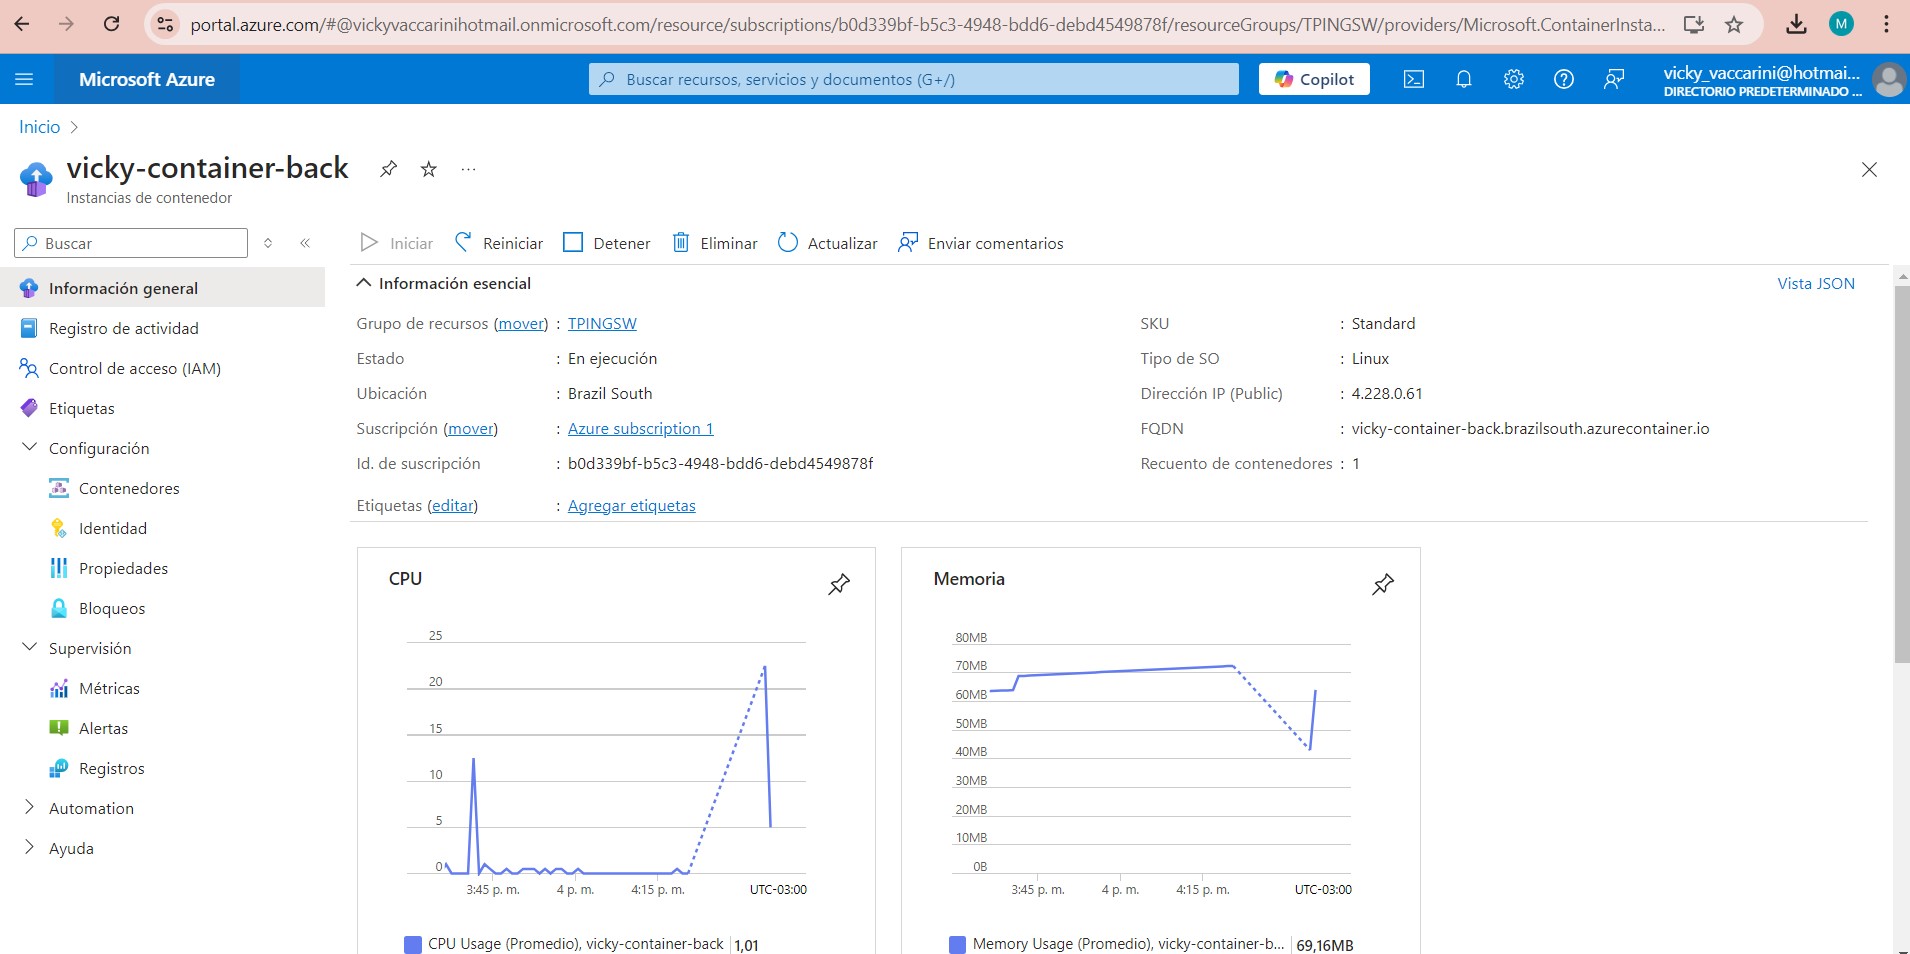 portal.azure.com/#@vickyvaccarinihotmail.onmicrosoft.com/resource/subscriptions/b0d339bf-b5c3-4948-bdd6-debd4549878f/resourceGroups/TPINGSW/providers/Microsoft.ContainerInsta...
M
Microsoft Azure
Buscar recursos, servicios y documentos (G+/)
Copilot
vicky_vaccarini@hotmai...
DIRECTORIO PREDETERMINADO ...
Inicio
vicky-container-back
Instancias de contenedor
Buscar
Iniciar Reiniciar Detener Eliminar Actualizar Enviar comentarios
Información general
Registro de actividad
Control de acceso (IAM)
Etiquetas
Configuración
Contenedores
Identidad
Propiedades
Bloqueos
Supervisión
Métricas
Alertas
Registros
Automation
Ayuda
Información esencial
Vista JSON
Grupo de recursos (mover) : TPINGSW
Estado : En ejecución
Ubicación : Brazil South
Suscripción (mover) : Azure subscription 1
Id. de suscripción : b0d339bf-b5c3-4948-bdd6-debd4549878f
Etiquetas (editar) : Agregar etiquetas
SKU : Standard
Tipo de SO : Linux
Dirección IP (Public) : 4.228.0.61
FQDN : vicky-container-back.brazilsouth.azurecontainer.io
Recuento de contenedores : 1
CPU
25
20
15
10
5
0
3:45 p. m. 4 p. m. 4:15 p. m. UTC-03:00
CPU Usage (Promedio), vicky-container-back 1,01
Memoria
80MB
70MB
60MB
50MB
40MB
30MB
20MB
10MB
0B
3:45 p. m. 4 p. m. 4:15 p. m. UTC-03:00
Memory Usage (Promedio), vicky-container-b... 69,16MB